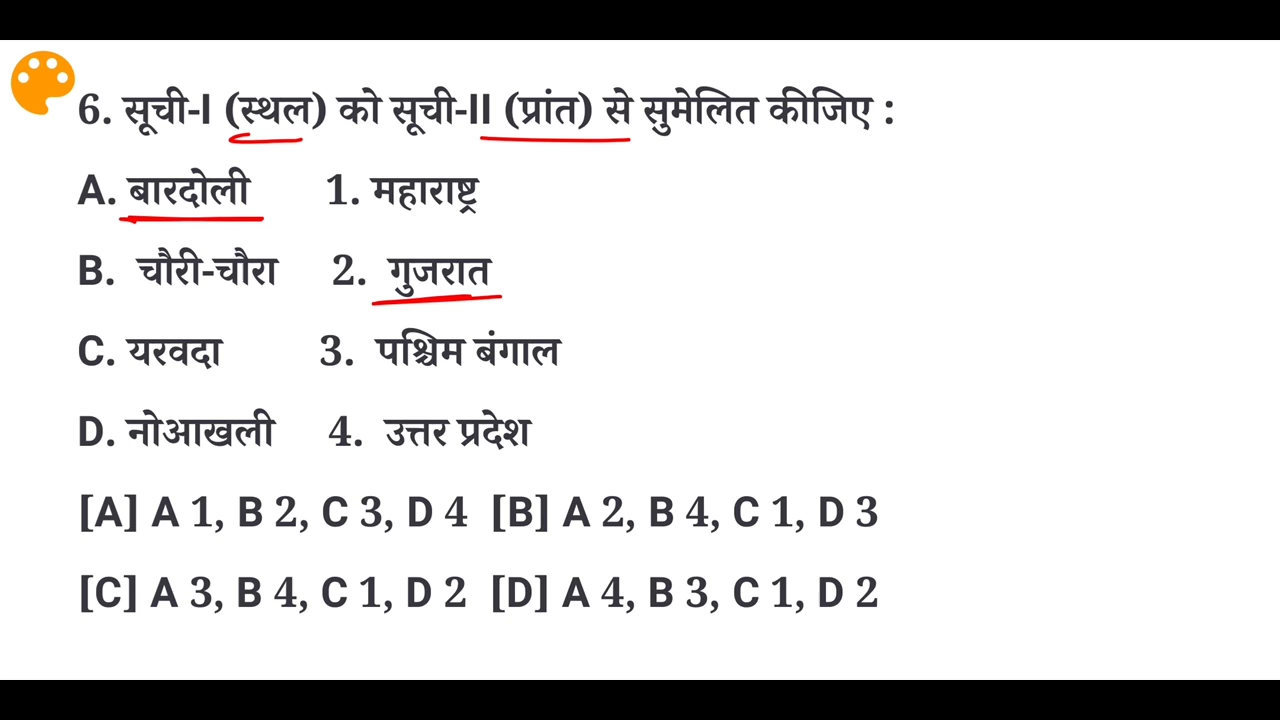 6. सूची-I (स्थल) को सूची-II (प्रांत) से सुमेलित कीजिए :
A. बारदोली 1. महाराष्ट्र
B. चौरी-चौरा 2. गुजरात
C. यरवदा 3. पश्चिम बंगाल
D. नोआखली 4. उत्तर प्रदेश
[A] A 1, B 2, C 3, D 4 [B] A 2, B 4, C 1, D 3
[C] A 3, B 4, C 1, D 2 [D] A 4, B 3, C 1, D 2